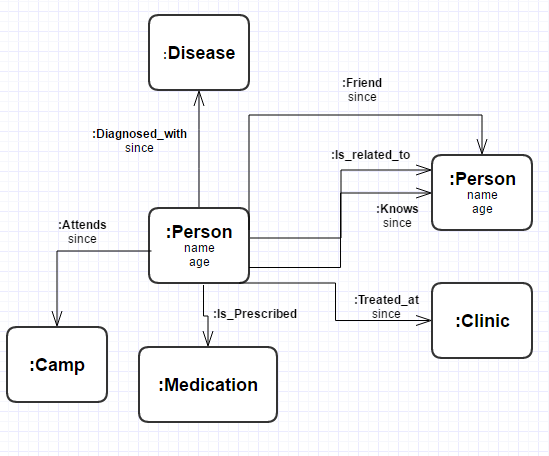 :Disease
:Friend
since
:Diagnosed_with
since
:Is_related_to
:Person
name
age
:Knows
since
:Person
name
age
:Attends
since
:Treated_at
since
:Is_Prescribed
:Clinic
:Camp
:Medication